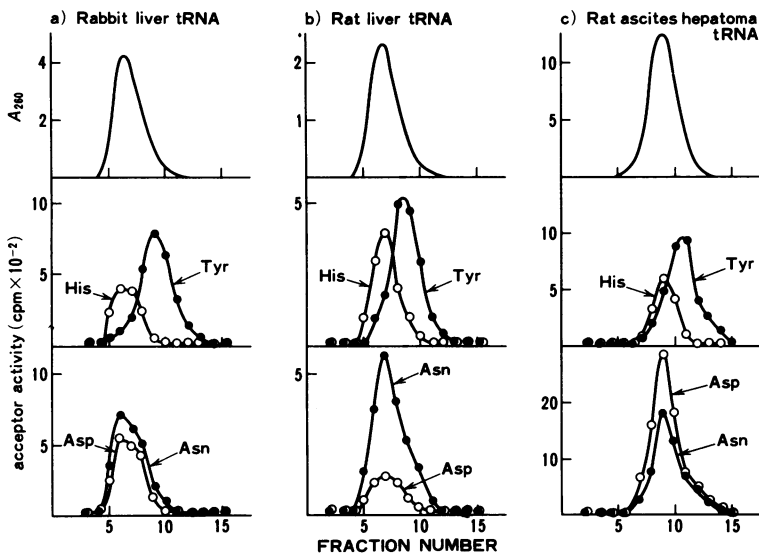 a) Rabbit liver tRNA
b) Rat liver tRNA
c) Rat ascites hepatoma
tRNA
A260
4
2
2
1
10
5
acceptor activity (cpm×10⁻²)
10
5
His
Tyr
5
His
Tyr
10
5
His
Tyr
10
5
Asp
Asn
5
Asn
Asp
20
10
Asp
Asn
5 10 15
5 10 15
5 10 15
FRACTION NUMBER